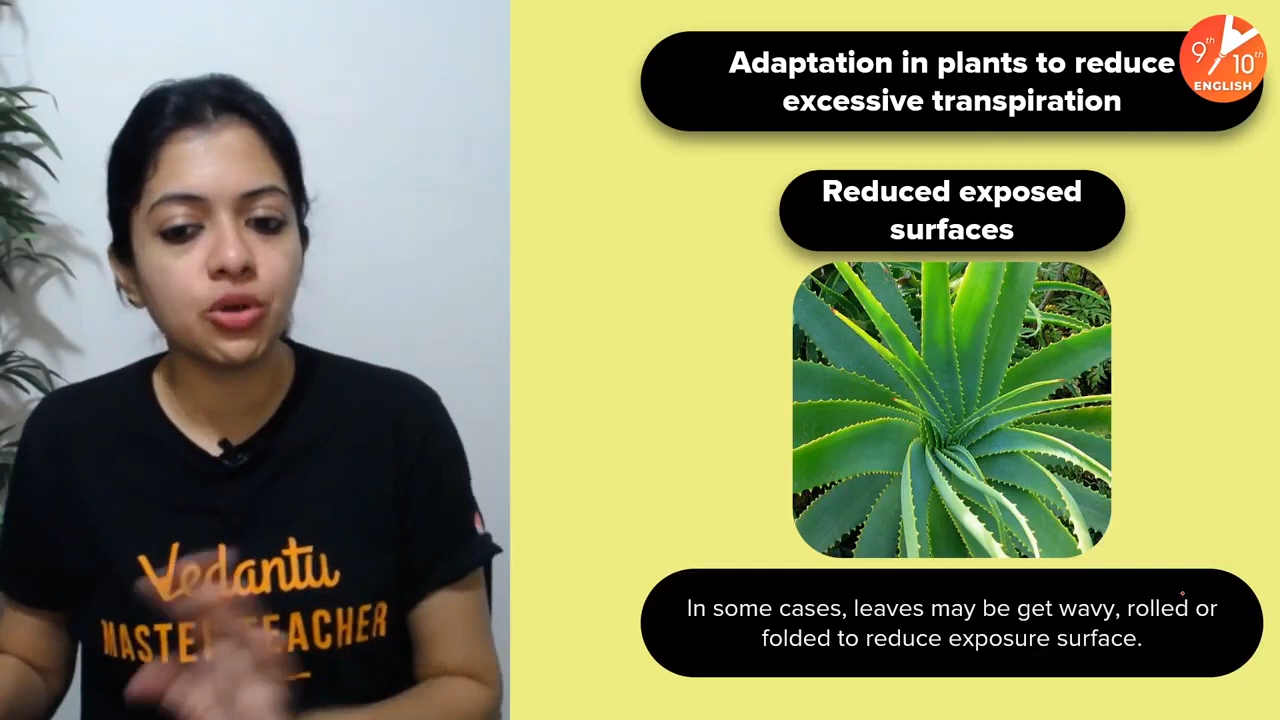 Adaptation in plants to reduce
excessive transpiration
9th
10th
ENGLISH
Reduced exposed
surfaces
In some cases, leaves may be get wavy, rolled or
folded to reduce exposure surface.
Vedantu
MASTER TEACHER